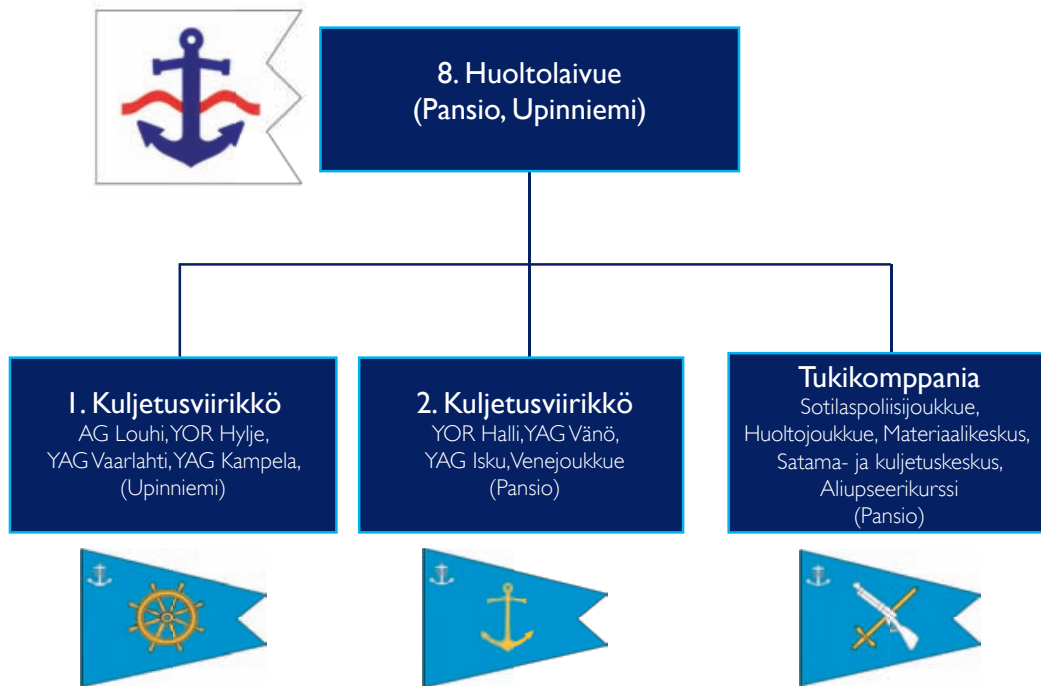 8. Huoltolaivue
(Pansio, Upinniemi)
1. Kuljetusviirikkö
AG Louhi, YOR Hylje,
YAG Vaarlahti, YAG Kampela,
(Upinniemi)
2. Kuljetusviirikkö
YOR Halli, YAG Vänö,
YAG Isku, Venejoukkue
(Pansio)
Tukikomppania
Sotilaspoliisijoukkue,
Huoltojoukkue, Materiaalikeskus,
Satama- ja kuljetuskeskus,
Aliupseerikurssi
(Pansio)